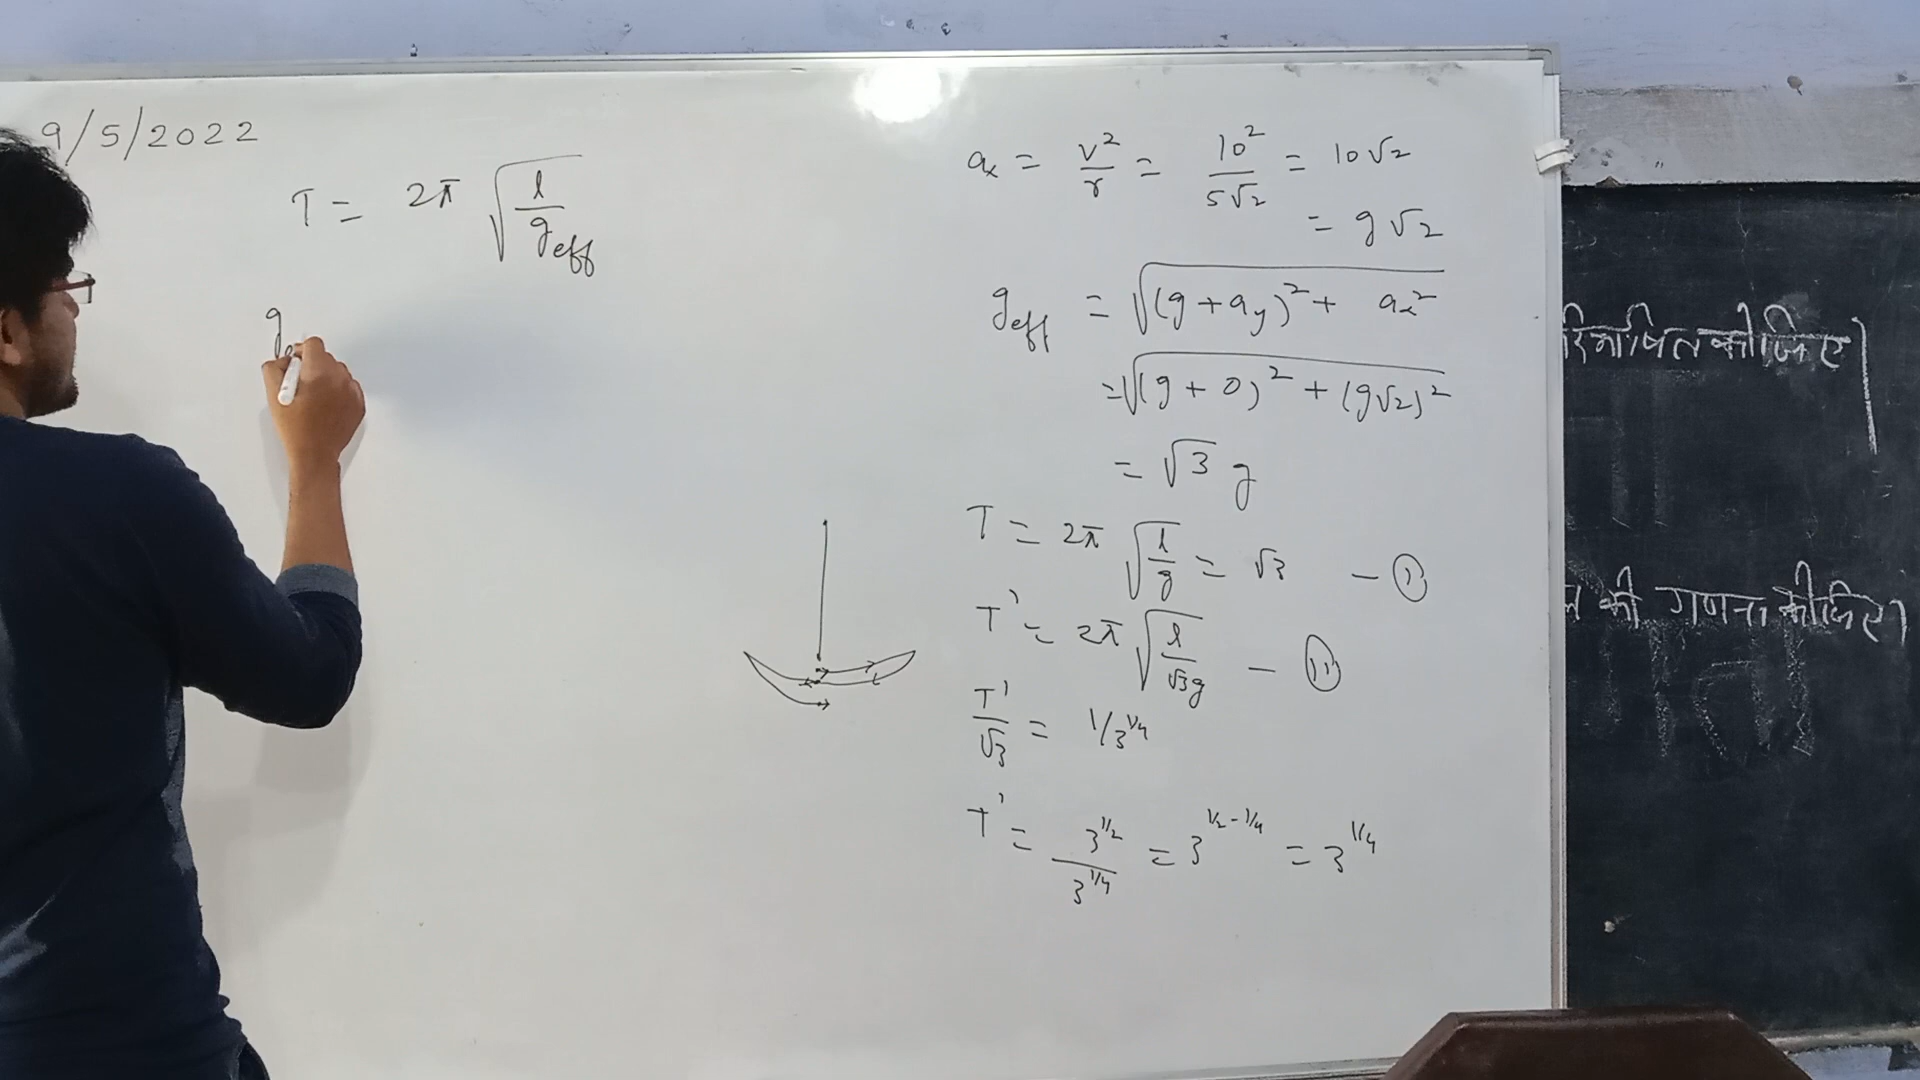 9/5/2022
T = 2π √(l/g_eff)
g_e
a_x = v²/r = 10²/5√2 = 10√2
= g√2
g_eff = √((g + a_y)² + a_x²)
= √((g + 0)² + (g√2)²)
= √3 g
T = 2π √(l/g) = √3 — (i)
T' = 2π √(l/√3g) — (ii)
T'/√3 = 1/3^1/4
T' = 3^1/2 / 3^1/4 = 3^1/2-1/4 = 3^1/4
कीजिए।
की गणना कीजिए।